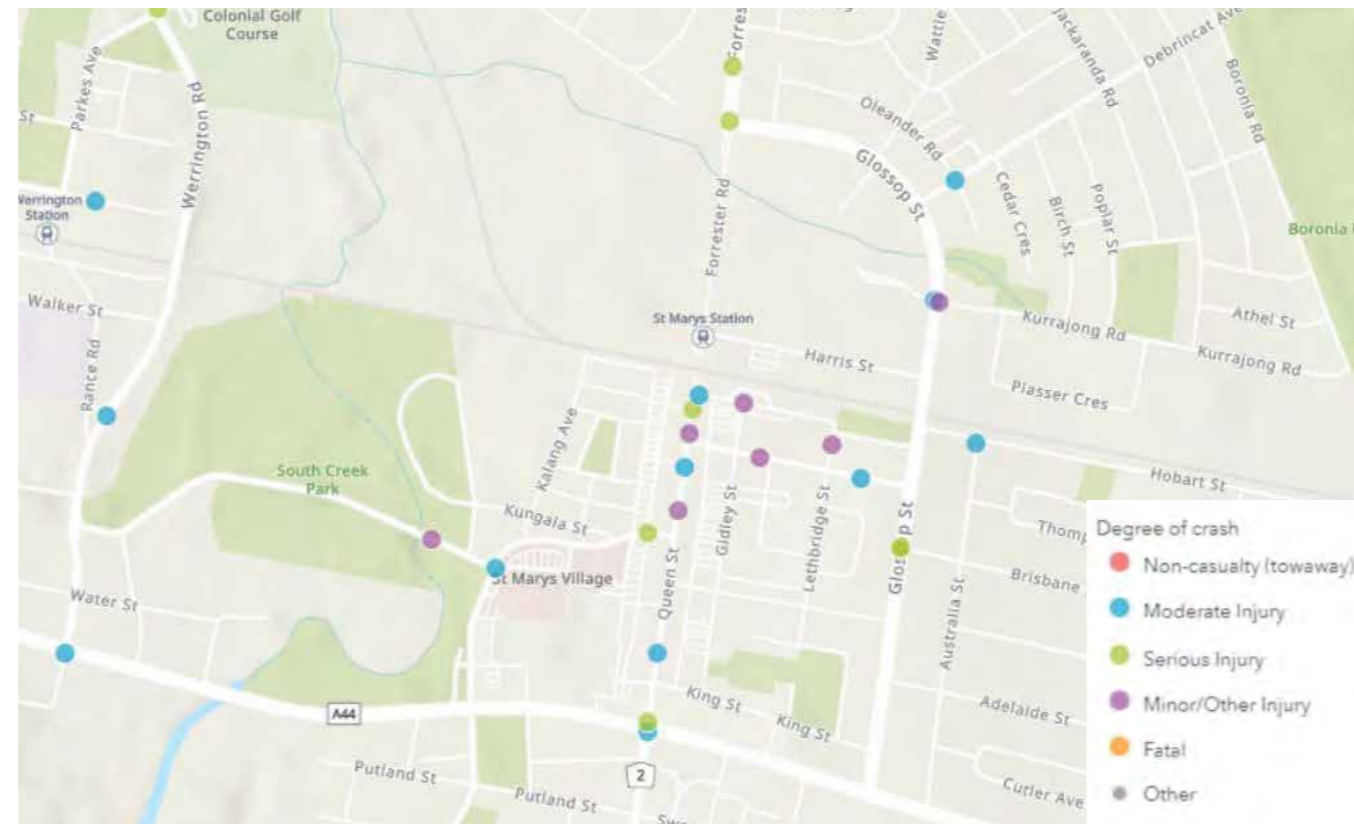 Colonial Golf
Course
Parkes Ave
St
Werrington Rd
Forres
Wattle
Jackaranda Rd
Debrincat Ave
Boronia Rd
Oleander Rd
Glossop St
Cedar Cres
Birch St
Poplar St
Boronia
Werrington
Station
Forrester Rd
Walker St
Rance Rd
St Marys Station
Harris St
Kurrajong Rd
Athel St
Kurrajong Rd
Plasser Cres
Kalang Ave
South Creek
Park
Kungala St
Gidley St
Lethbridge St
Hobart St
Thomp
St Marys Village
Queen St
Glossop St
Australia St
Brisbane
Water St
King St
King St
Adelaide St
A44
Putland St
Putland St
2
Cutler Ave
Degree of crash
Non-casualty (towaway)
Moderate Injury
Serious Injury
Minor/Other Injury
Fatal
Other